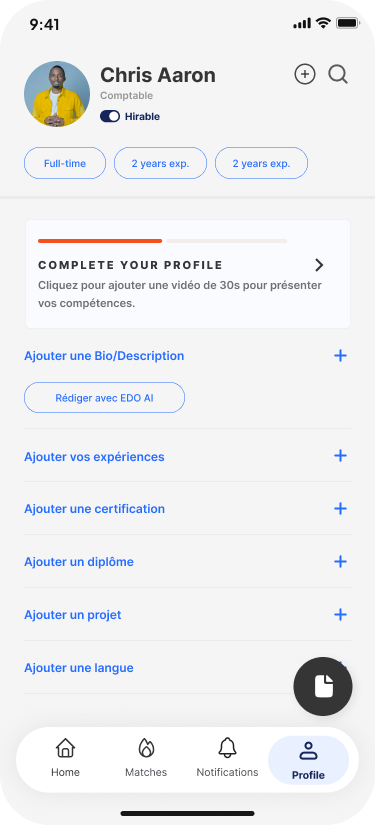 9:41
Chris Aaron
Comptable
Hirable
Full-time
2 years exp.
2 years exp.
COMPLETE YOUR PROFILE
Cliquez pour ajouter une vidéo de 30s pour présenter
vos compétences.
Ajouter une Bio/Description
Rédiger avec EDO AI
Ajouter vos expériences
Ajouter une certification
Ajouter un diplôme
Ajouter un projet
Ajouter une langue
Home
Matches
Notifications
Profile